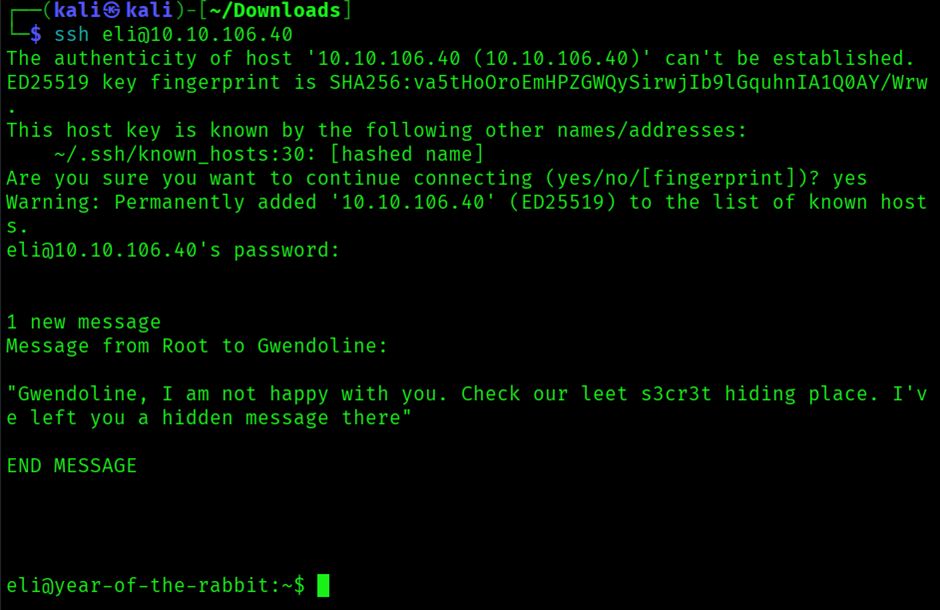 ┌──(kali㉿kali)-[~/Downloads]
└─$ ssh eli@10.10.106.40
The authenticity of host '10.10.106.40 (10.10.106.40)' can't be established.
ED25519 key fingerprint is SHA256:va5tHoOroEmHPZGWQySirwjIb9lGquhnIA1Q0AY/Wrw
.
This host key is known by the following other names/addresses:
    ~/.ssh/known_hosts:30: [hashed name]
Are you sure you want to continue connecting (yes/no/[fingerprint])? yes
Warning: Permanently added '10.10.106.40' (ED25519) to the list of known host
s.
eli@10.10.106.40's password:
1 new message
Message from Root to Gwendoline:
"Gwendoline, I am not happy with you. Check our leet s3cr3t hiding place. I'v
e left you a hidden message there"
END MESSAGE
eli@year-of-the-rabbit:~$